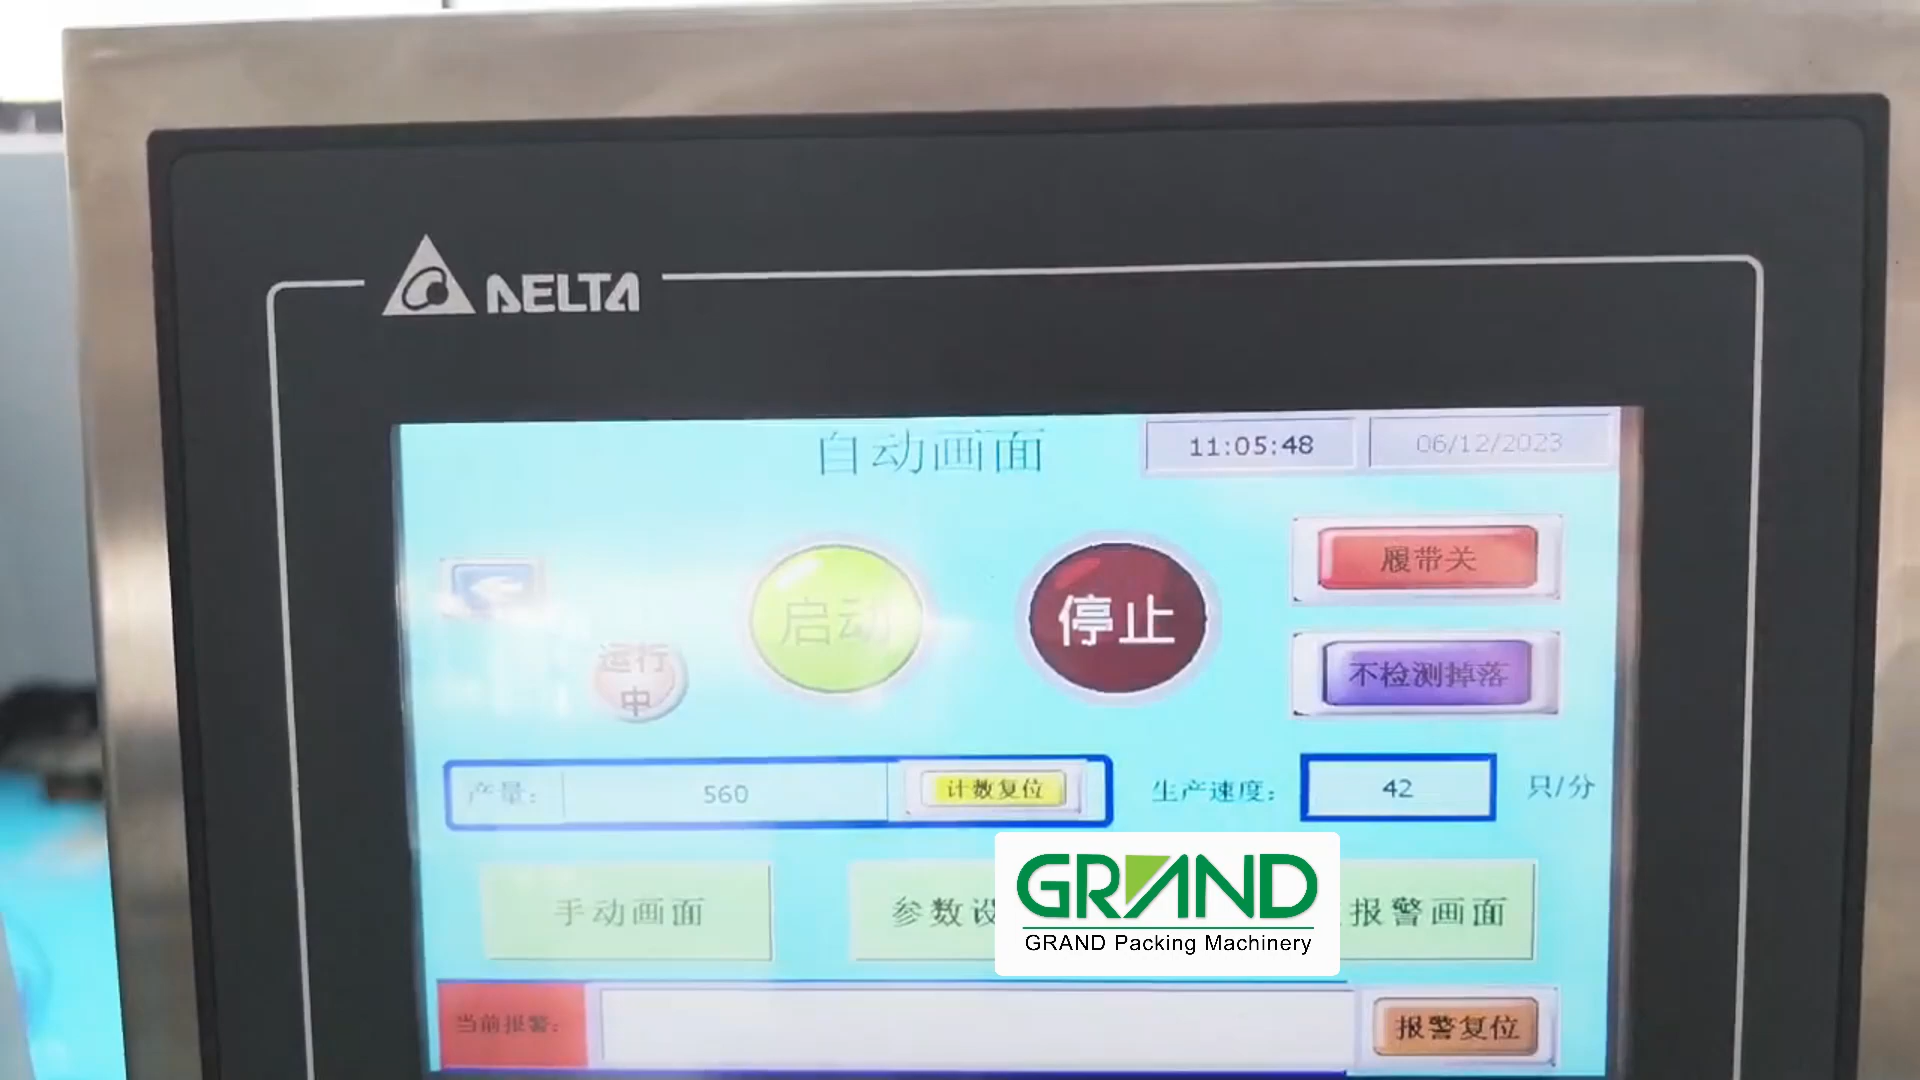 DELTA
自动画面
11:05:48
06/12/2023
履带关
启动
停止
运行
中
不检测掉落
产量:
560
计数复位
生产速度:
42
只/分
手动画面
参数设
报警画面
GRAND
GRAND Packing Machinery
当前报警:
报警复位